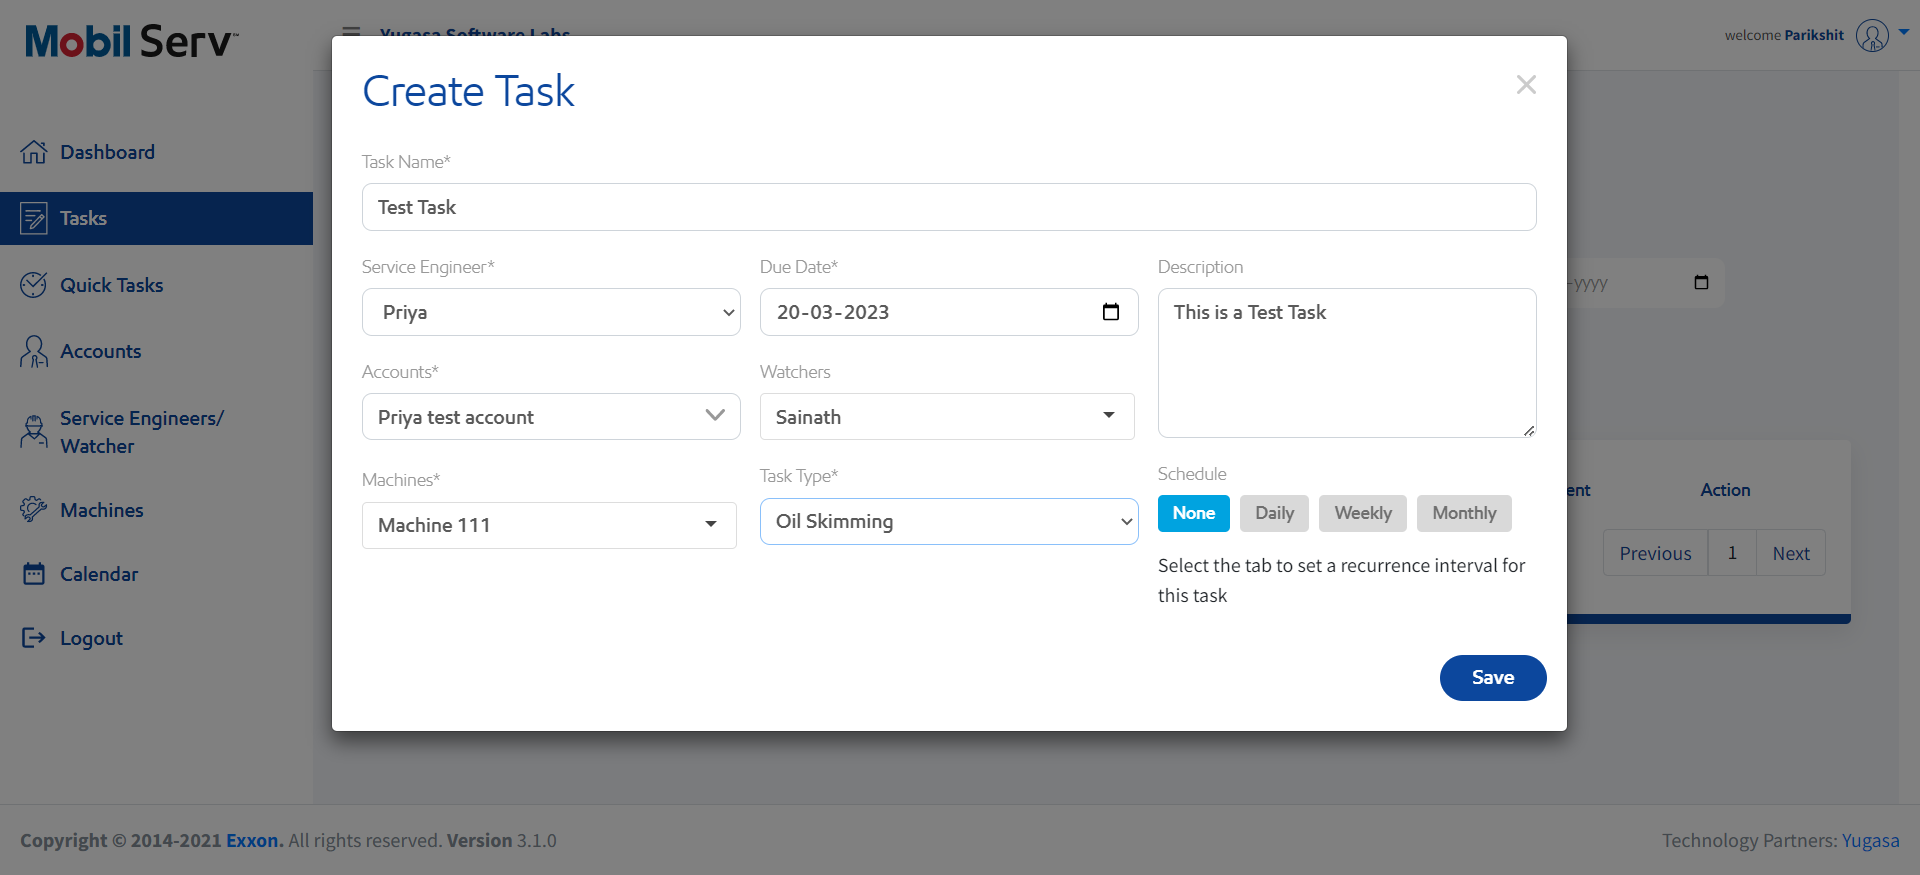 Mobil Serv™
Yugasa Software Labs
welcome Parikshit
Dashboard
Tasks
Quick Tasks
Accounts
Service Engineers/
Watcher
Machines
Calendar
Logout
Create Task
Task Name*
Test Task
Service Engineer*
Priya
Due Date*
20-03-2023
Description
This is a Test Task
Accounts*
Priya test account
Watchers
Sainath
Machines*
Machine 111
Task Type*
Oil Skimming
Schedule
None Daily Weekly Monthly
Select the tab to set a recurrence interval for
this task
Save
-yyyy
ent Action
Previous 1 Next
Copyright © 2014-2021 Exxon. All rights reserved. Version 3.1.0
Technology Partners: Yugasa